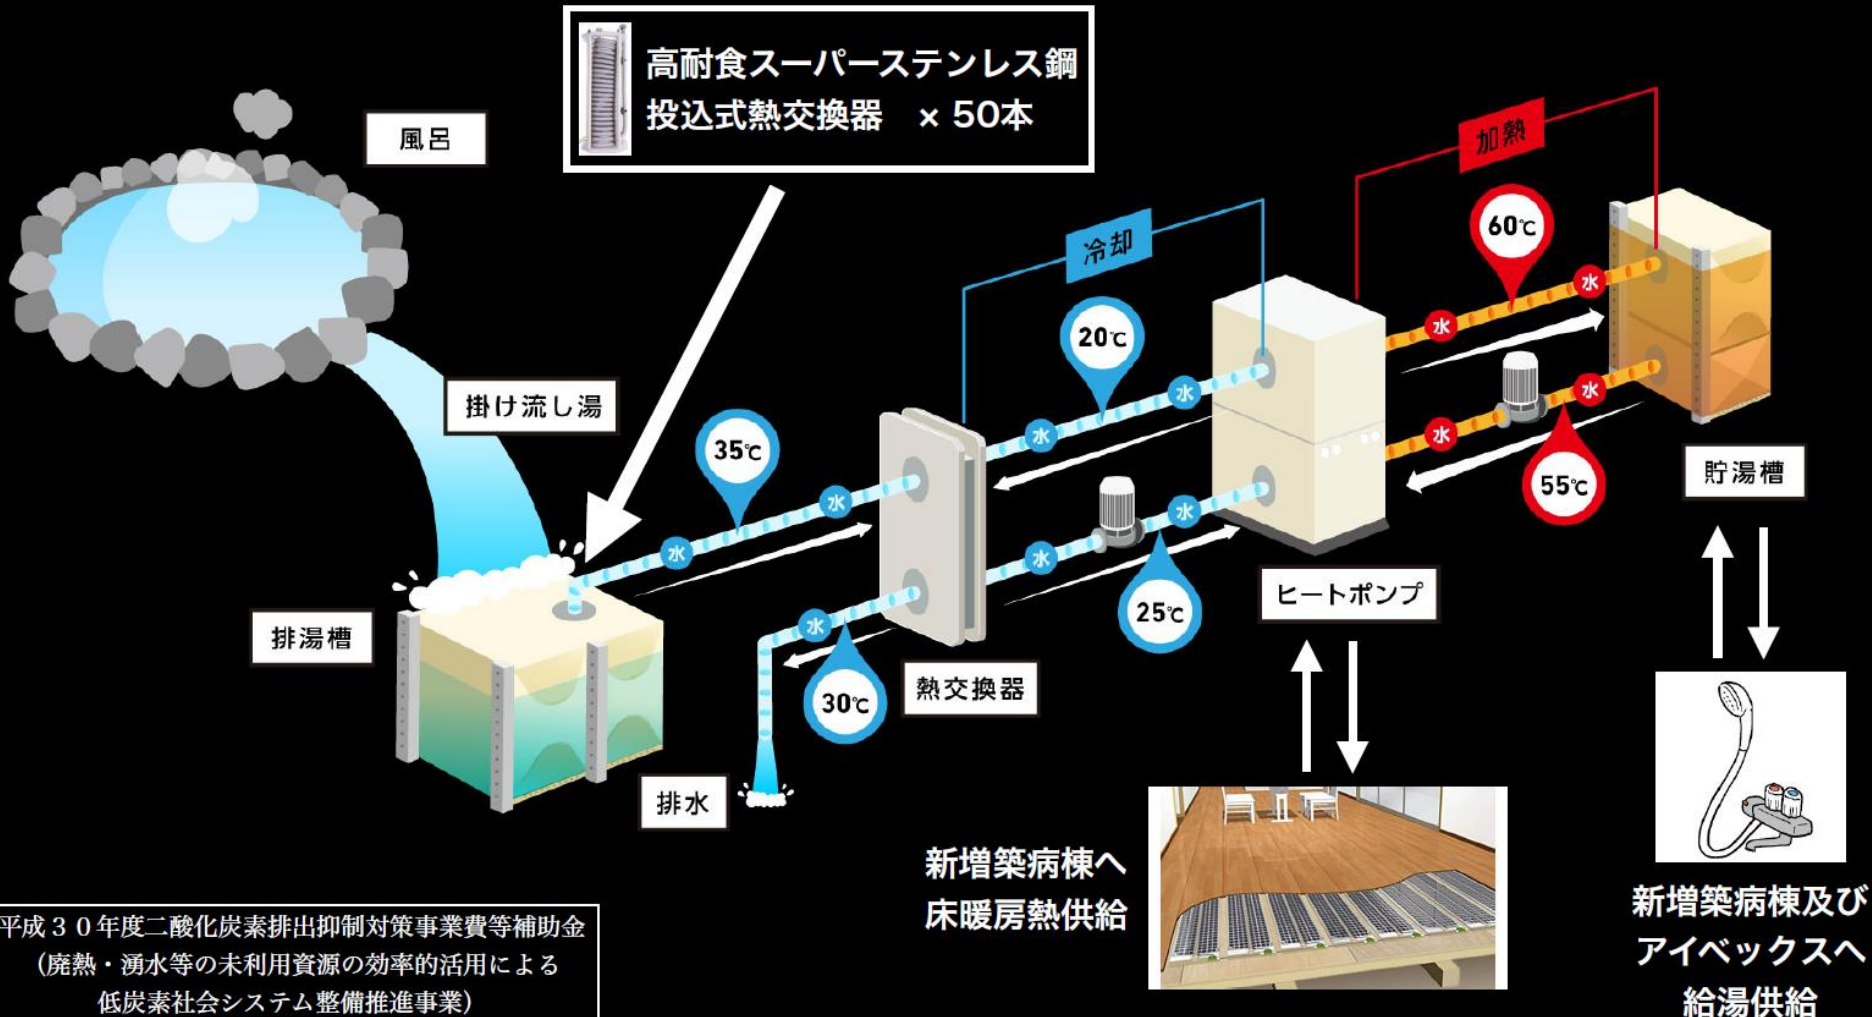 高耐食スーパーステンレス鋼
投込式熱交換器 × 50本
風呂
加熱
60℃
冷却
20℃
水
水
水
水
掛け流し湯
35℃
水
水
水
水
55℃
貯湯槽
水
水
25℃
ヒートポンプ
排湯槽
水
30℃
熱交換器
排水
新増築病棟へ
床暖房熱供給
新増築病棟及び
アイベックスへ
給湯供給
平成３０年度二酸化炭素排出抑制対策事業費等補助金
（廃熱・湧水等の未利用資源の効率的活用による
低炭素社会システム整備推進事業）